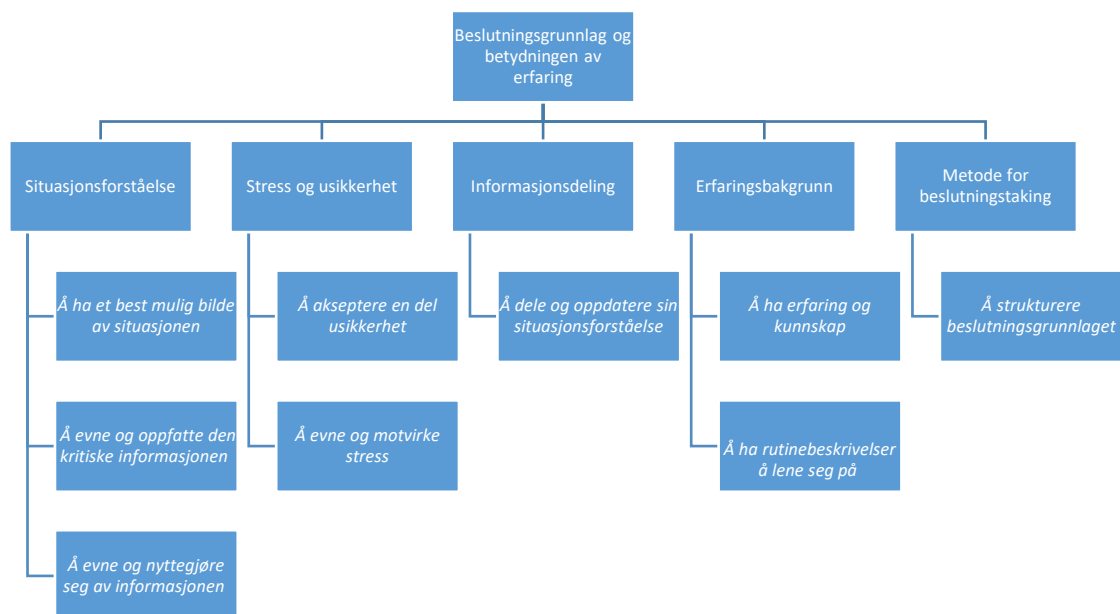 Beslutningsgrunnlag og
betydningen av
erfaring
Situasjonsforståelse
Stress og usikkerhet
Informasjonsdeling
Erfaringsbakgrunn
Metode for
beslutningstaking
Å ha et best mulig bilde
av situasjonen
Å akseptere en del
usikkerhet
Å dele og oppdatere sin
situasjonsforståelse
Å ha erfaring og
kunnskap
Å strukturere
beslutningsgrunnlaget
Å evne og oppfatte den
kritiske informasjonen
Å evne og motvirke
stress
Å ha rutinebeskrivelser
å lene seg på
Å evne og nyttegjøre
seg av informasjonen